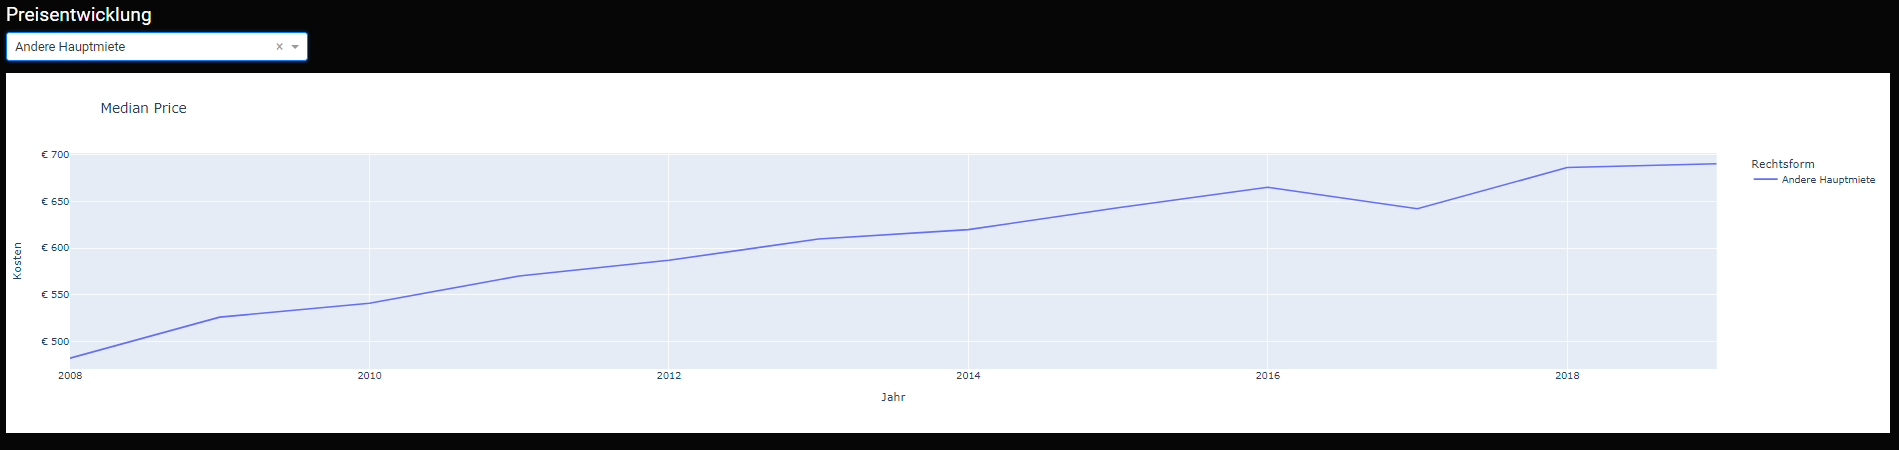 Preisentwicklung
Andere Hauptmiete × 
Median Price
€ 700
€ 650
€ 600
€ 550
€ 500
Kosten
2008 2010 2012 2014 2016 2018
Jahr
Rechtsform
Andere Hauptmiete